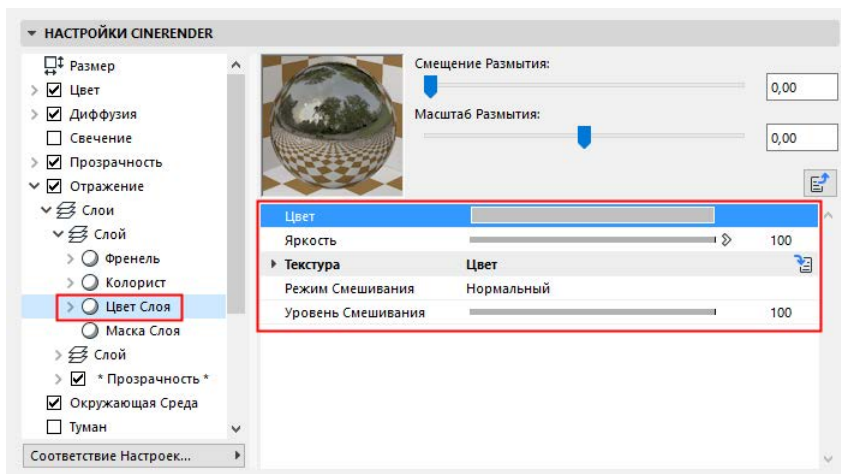 НАСТРОЙКИ CINERENDER
Размер
Цвет
Диффузия
Свечение
Прозрачность
Отражение
Слои
Слой
Френель
Колорист
Цвет Слоя
Маска Слоя
Слой
* Прозрачность *
Окружающая Среда
Туман
Соответствие Настроек...
Смещение Размытия:
0,00
Масштаб Размытия:
0,00
Цвет
Яркость 100
Текстура Цвет
Режим Смешивания Нормальный
Уровень Смешивания 100